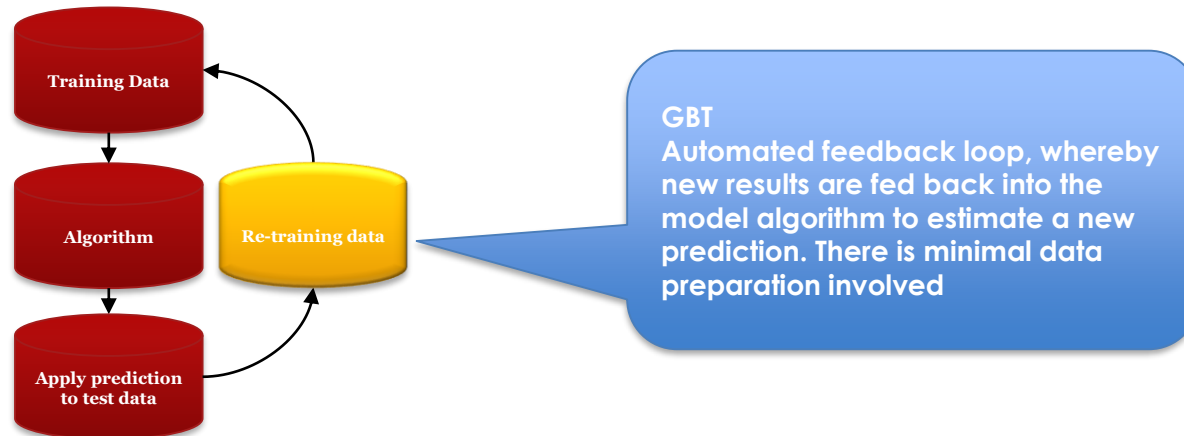 Training Data
Algorithm
Re-training data
Apply prediction
to test data
GBT
Automated feedback loop, whereby
new results are fed back into the
model algorithm to estimate a new
prediction. There is minimal data
preparation involved